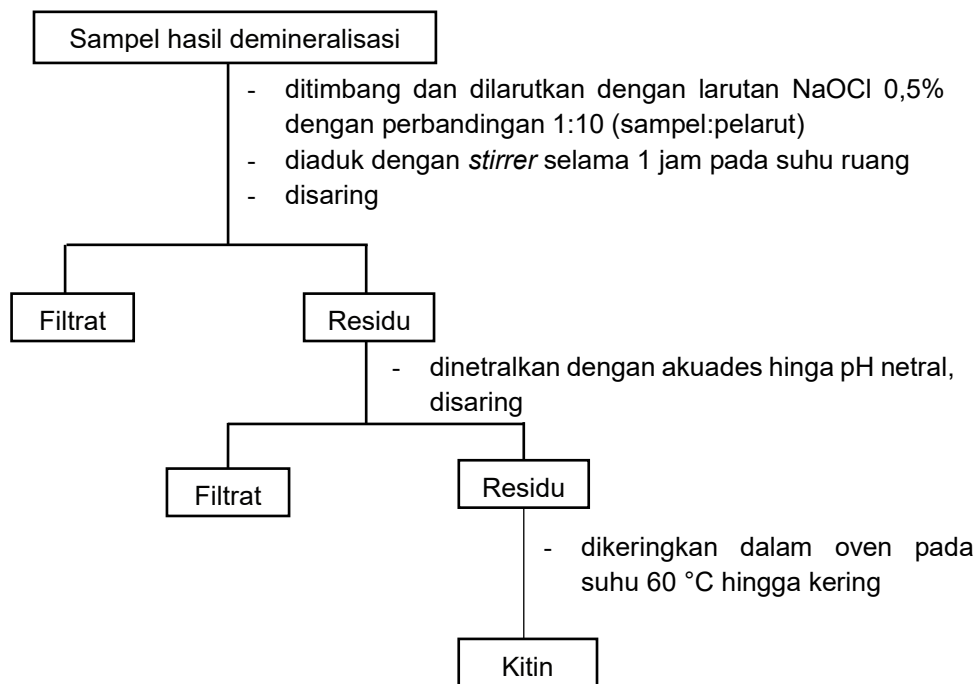 Sampel hasil demineralisasi
- ditimbang dan dilarutkan dengan larutan NaOCl 0,5%
dengan perbandingan 1:10 (sampel:pelarut)
- diaduk dengan stirrer selama 1 jam pada suhu ruang
- disaring
Filtrat
Residu
- dinetralkan dengan akuades hingga pH netral,
disaring
Filtrat
Residu
- dikeringkan dalam oven pada
suhu 60 °C hingga kering
Kitin